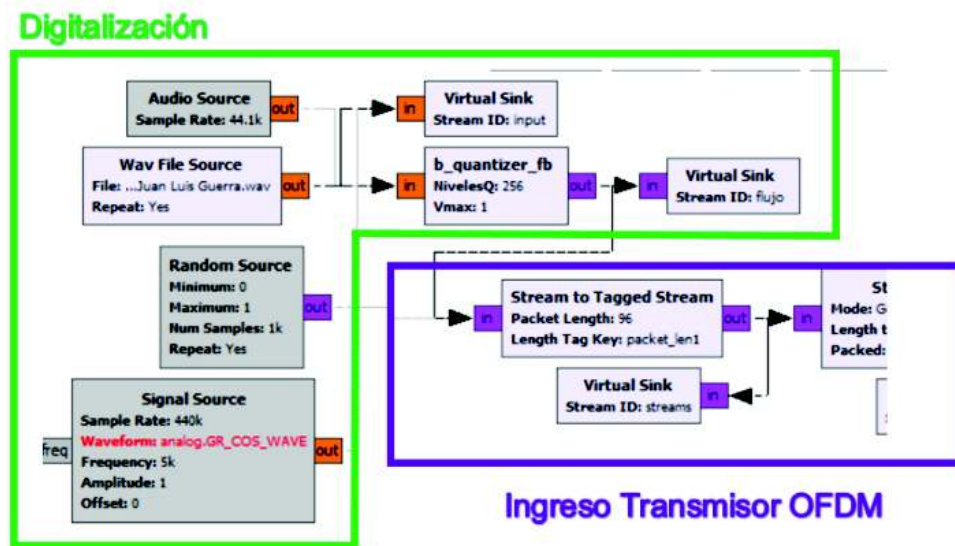 Digitalización
Audio Source
Sample Rate: 44.1k
out
in
Virtual Sink
Stream ID: input
Wav File Source
File: ...Juan Luis Guerra.wav
Repeat: Yes
out
in
b_quantizer_fb
NivelesQ: 256
Vmax: 1
out
in
Virtual Sink
Stream ID: flujo
Random Source
Minimum: 0
Maximum: 1
Num Samples: 1k
Repeat: Yes
out
in
Stream to Tagged Stream
Packet Length: 96
Length Tag Key: packet_len1
out
in
St
Mode: G
Length t
Packed:
Virtual Sink
Stream ID: streams
in
Signal Source
Sample Rate: 440k
Waveform: analog.GR_COS_WAVE
Frequency: 5k
Amplitude: 1
Offset: 0
freq
out
Ingreso Transmisor OFDM